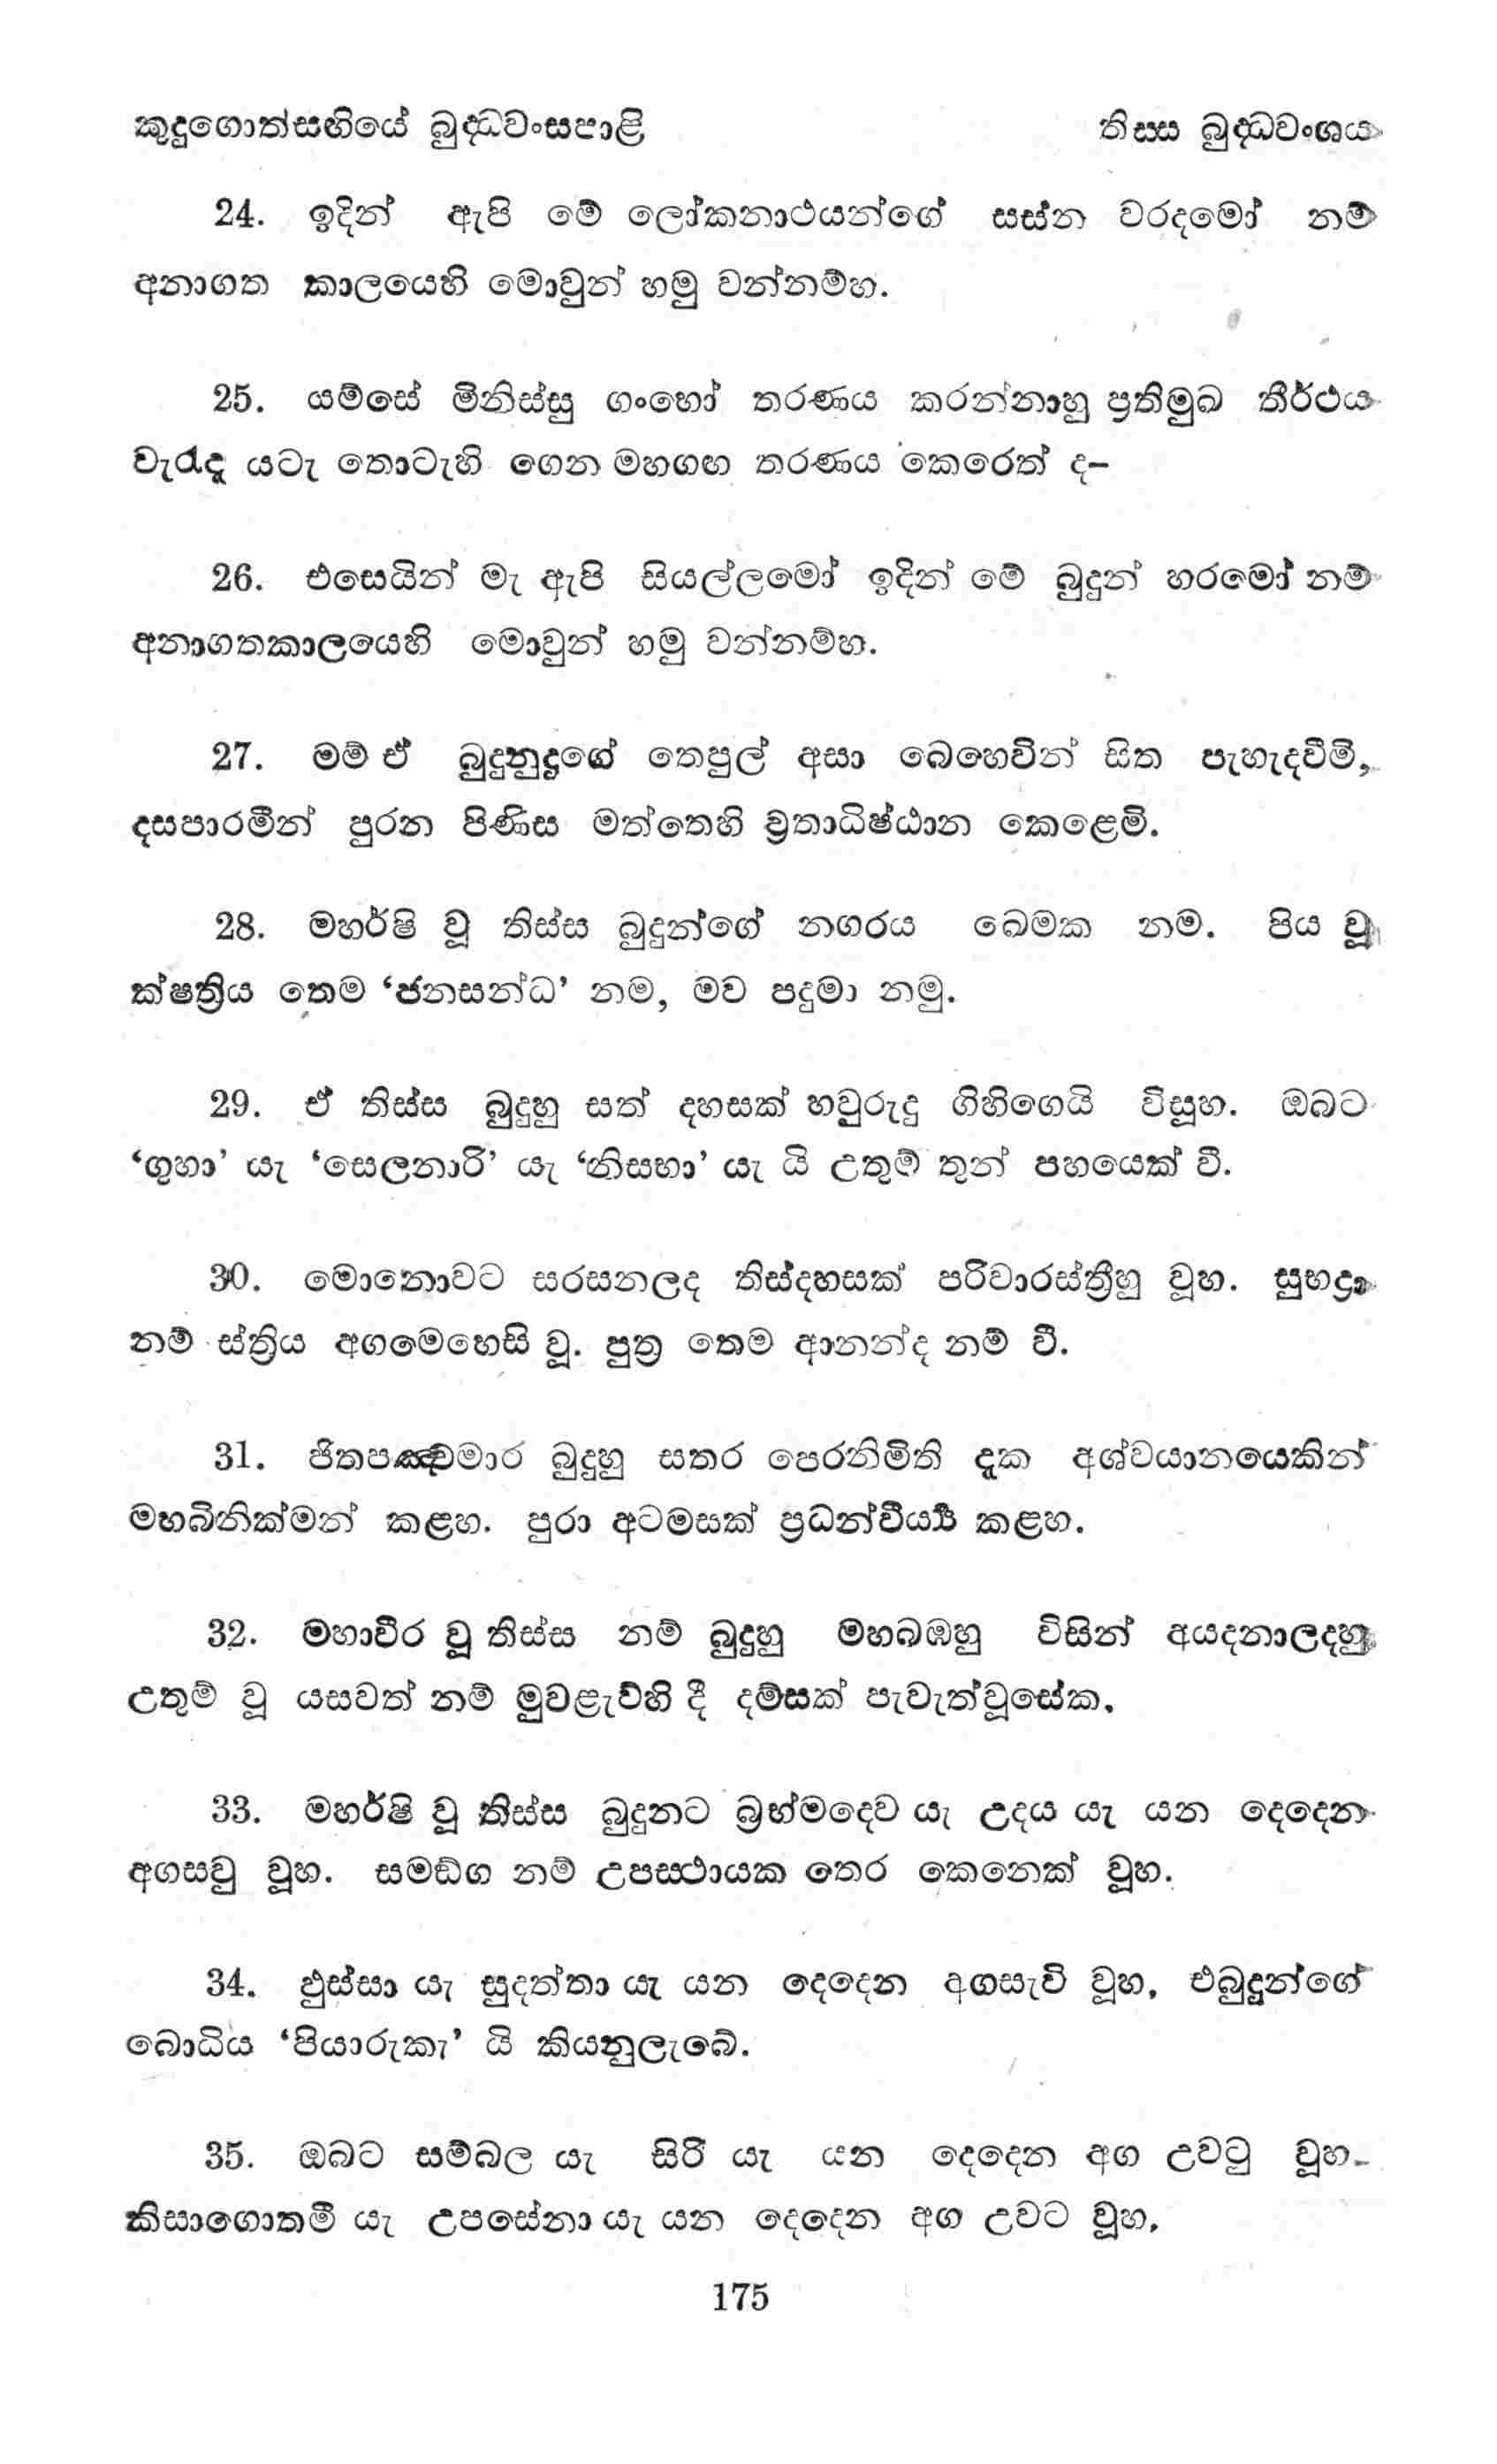 කුදුගොත්සඟියේ බුද්ධවංසපාළි
තිස්ස බුද්ධවංශය
24. ඉදින් ඇපි මේ ලෝකනාථයන්ගේ සස්න වරදමෝ නම්
අනාගත කාලයෙහි මොවුන් හමු වන්නම්හ.
25. යම්සේ මිනිස්සු ගංහෝ තරණය කරන්නාහු ප්‍රතිමුඛ තීර්ථය
වැරැදැ යටැ තොටැහි ගෙන මහගඟ තරණය කෙරෙත් ද-
26. එසෙයින් මැ ඇපි සියල්ලමෝ ඉදින් මේ බුදුන් හරමෝ නම්
අනාගතකාලයෙහි මොවුන් හමු වන්නම්හ.
27. මම් ඒ බුදුනුදුගේ තෙපුල් අසා බෙහෙවින් සිත පැහැදවීමි,
දසපාරමීන් පුරන පිණිස මත්තෙහි ව්‍රතාධිෂ්ඨාන කෙළෙමි.
28. මහර්ෂි වූ තිස්ස බුදුන්ගේ නගරය ඛෙමක නම. පිය වූ
ක්ෂත්‍රිය තෙම ‘ජනසන්ධ’ නම, මව පදුමා නමු.
29. ඒ තිස්ස බුදුහු සත් දහසක් හවුරුදු ගිහිගෙයි විසූහ. ඔබට
‘ගුහා’ යැ ‘සෙලනාරි’ යැ ‘නිසභා’ යැ යි උතුම් තුන් පහයෙක් වි.
30. මොනොවට සරසනලද තිස්දහසක් පරිවාරස්ත්‍රීහු වූහ. සුභද්‍රා
නම් ස්ත්‍රිය අගමෙහෙසි වූ. පුත්‍ර තෙම ආනන්ද නම් වී.
31. ජිතපඤ්චමාර බුදුහු සතර පෙරනිමිති දැක අශ්වයානයෙකින්
මහබිනික්මන් කළහ. පුරා අටමසක් ප්‍රධන්වීර්‍ය්‍ය කළහ.
32. මහාවීර වූ තිස්ස නම් බුදුහු මහබඹහු විසින් අයදනාලදහු
උතුම් වූ යසවත් නම් මුවළැව්හි දී දම්සක් පැවැත්වූසේක.
33. මහර්ෂි වූ තිස්ස බුදුනට බ්‍රහ්මදෙව යැ උදය යැ යන දෙදෙන
අගසවු වූහ. සමඞ්ග නම් උපස්ථායක තෙර කෙනෙක් වූහ.
34. ඵුස්සා යැ සුදත්තා යැ යන දෙදෙන අගසැව් වූහ. එබුදුන්ගේ
බොධිය ‘පියාරුකැ’ යි කියනුලැබේ.
35. ඔබට සම්බල යැ සිරි යැ යන දෙදෙන අග උවටු වූහ.
කිසාගොතමී යැ උපසේනා යැ යන දෙදෙන අග උවට වූහ.
175